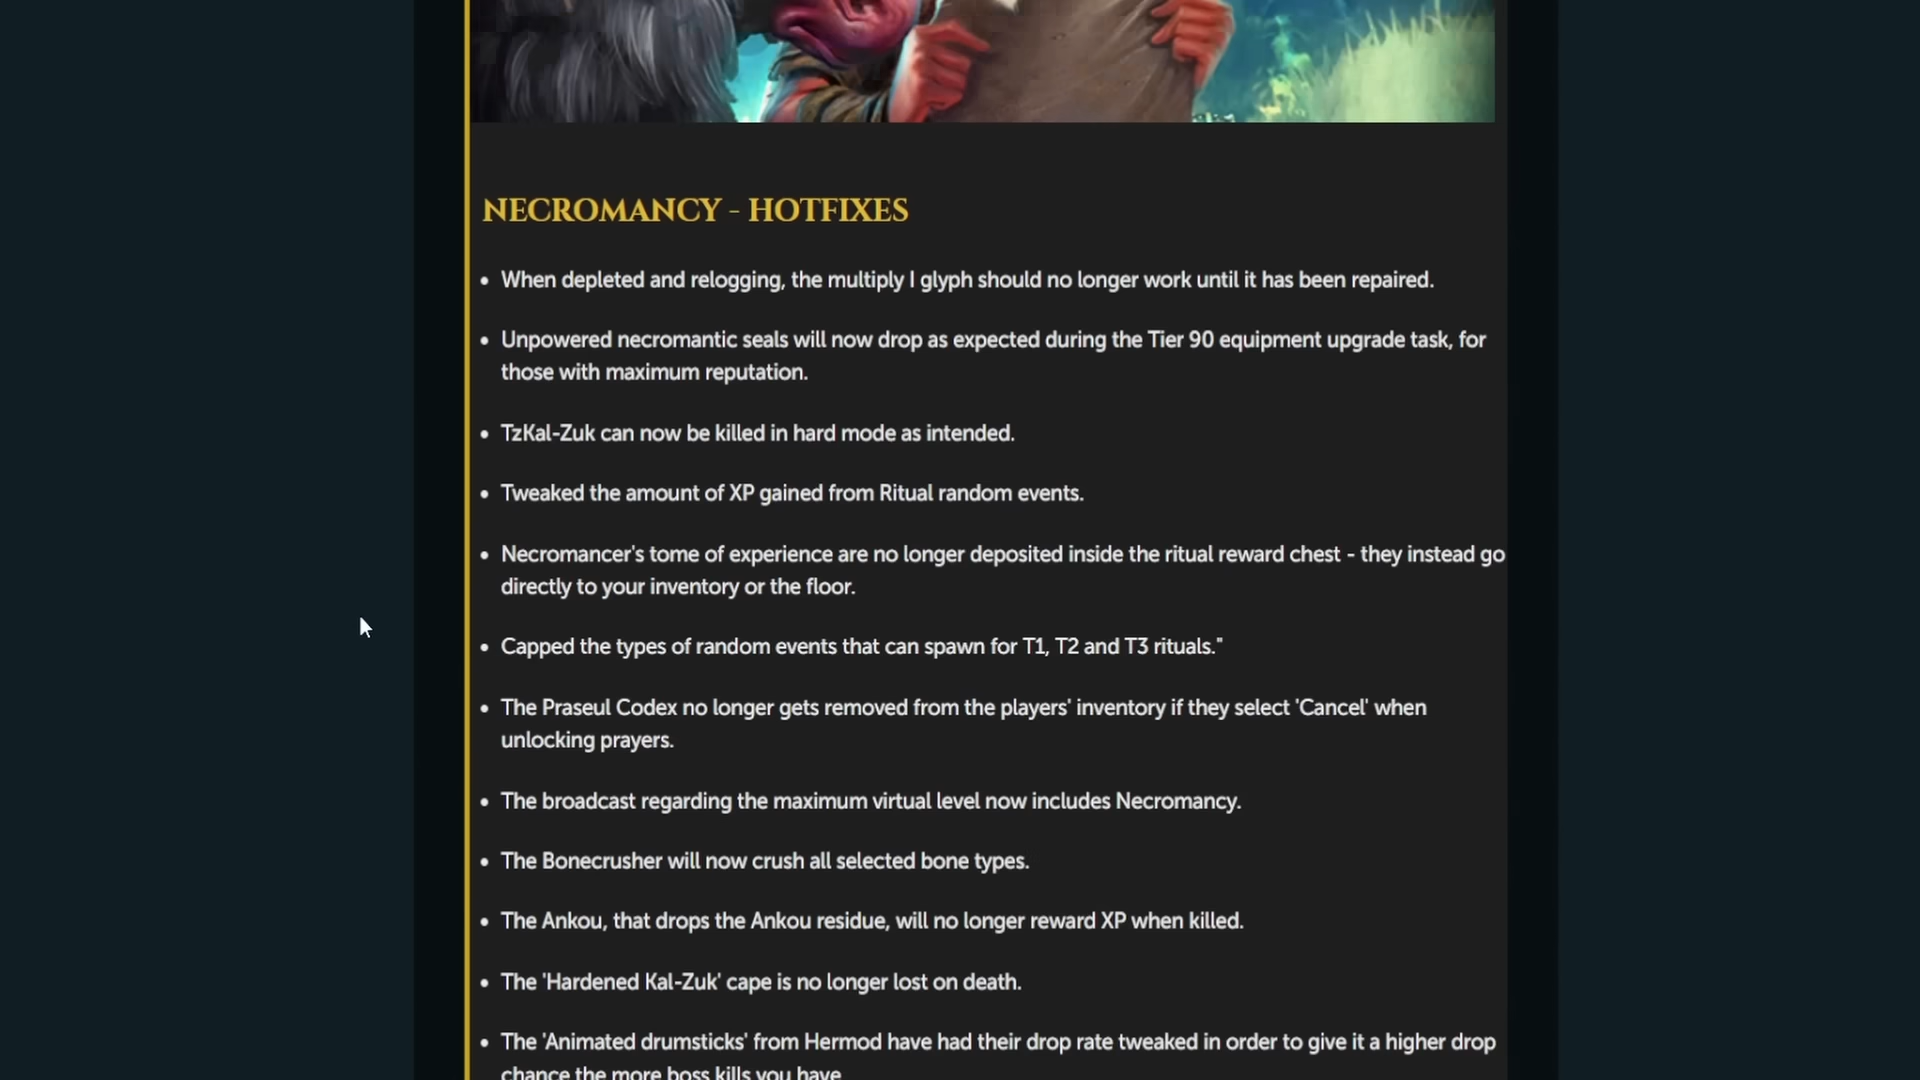 NECROMANCY - HOTFIXES
• When depleted and relogging, the multiply I glyph should no longer work until it has been repaired.
• Unpowered necromantic seals will now drop as expected during the Tier 90 equipment upgrade task, for
those with maximum reputation.
• TzKal-Zuk can now be killed in hard mode as intended.
• Tweaked the amount of XP gained from Ritual random events.
• Necromancer's tome of experience are no longer deposited inside the ritual reward chest - they instead go
directly to your inventory or the floor.
• Capped the types of random events that can spawn for T1, T2 and T3 rituals."
• The Praseul Codex no longer gets removed from the players' inventory if they select 'Cancel' when
unlocking prayers.
• The broadcast regarding the maximum virtual level now includes Necromancy.
• The Bonecrusher will now crush all selected bone types.
• The Ankou, that drops the Ankou residue, will no longer reward XP when killed.
• The 'Hardened Kal-Zuk' cape is no longer lost on death.
• The 'Animated drumsticks' from Hermod have had their drop rate tweaked in order to give it a higher drop
chance the more boss kills you have